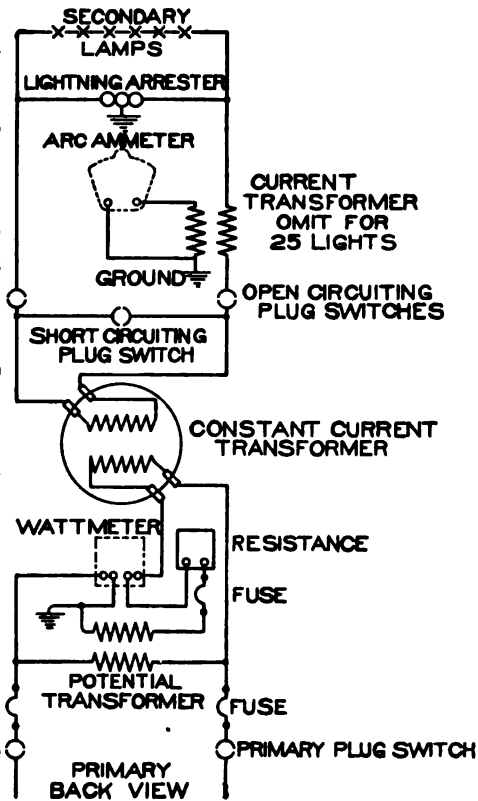 SECONDARY
LAMPS
LIGHTNING ARRESTER
ARC AMMETER
CURRENT
TRANSFORMER
OMIT FOR
25 LIGHTS
GROUND
OPEN CIRCUITING
PLUG SWITCHES
SHORT CIRCUITING
PLUG SWITCH
CONSTANT CURRENT
TRANSFORMER
WATTMETER
RESISTANCE
FUSE
POTENTIAL
TRANSFORMER
FUSE
PRIMARY PLUG SWITCH
PRIMARY
BACK VIEW